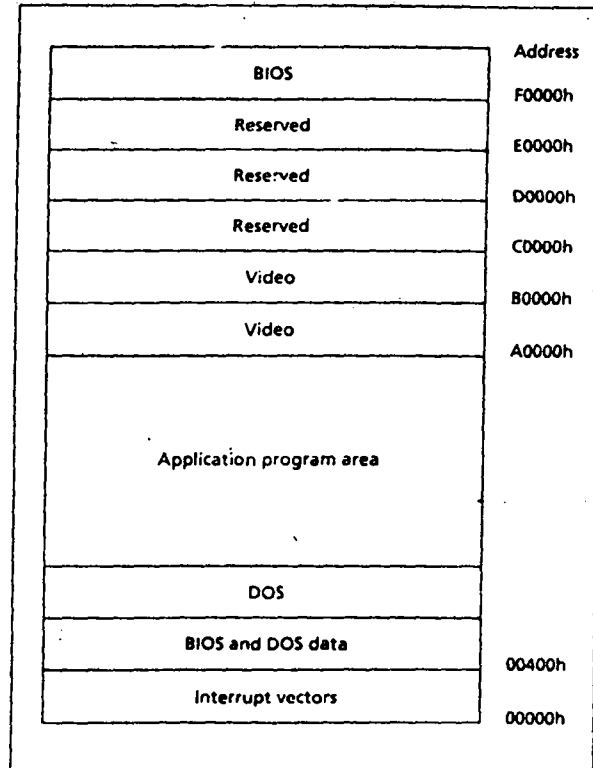 Address
BIOS
F0000h
Reserved
E0000h
Reserved
D0000h
Reserved
C0000h
Video
B0000h
Video
A0000h
Application program area
DOS
BIOS and DOS data
00400h
Interrupt vectors
00000h